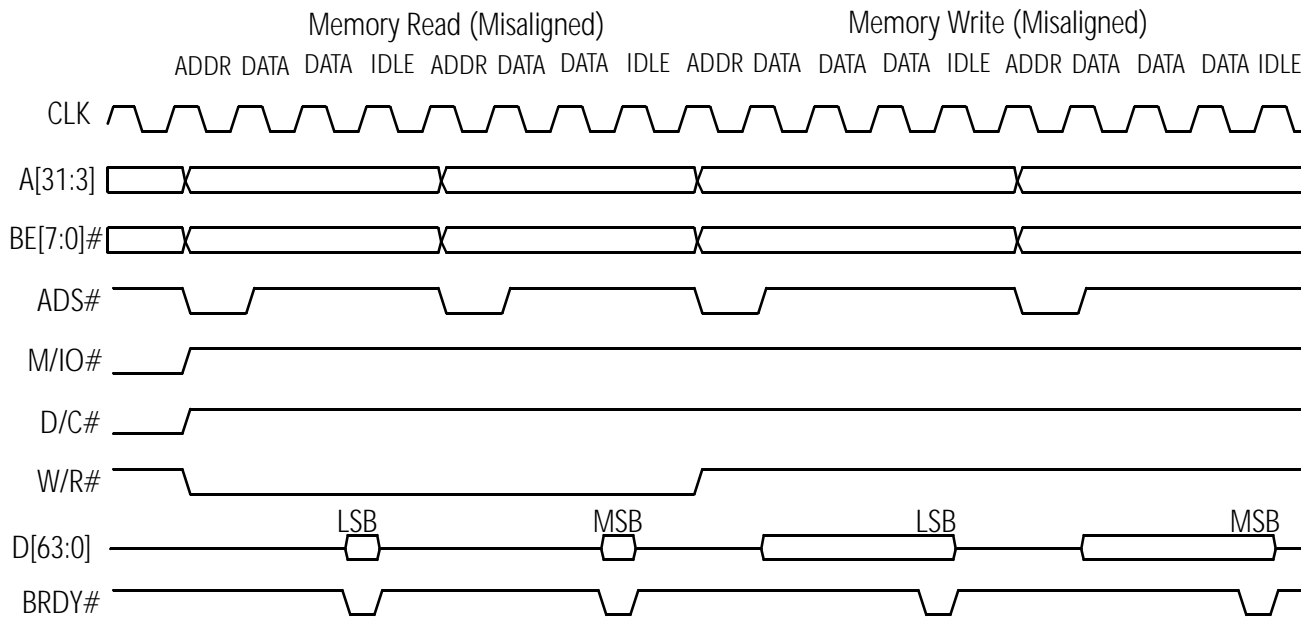 Memory Read (Misaligned) Memory Write (Misaligned)
ADDR DATA DATA IDLE ADDR DATA DATA IDLE ADDR DATA DATA DATA IDLE ADDR DATA DATA DATA IDLE
CLK
A[31:3]
BE[7:0]#
ADS#
M/IO#
D/C#
W/R#
LSB MSB LSB MSB
D[63:0]
BRDY#